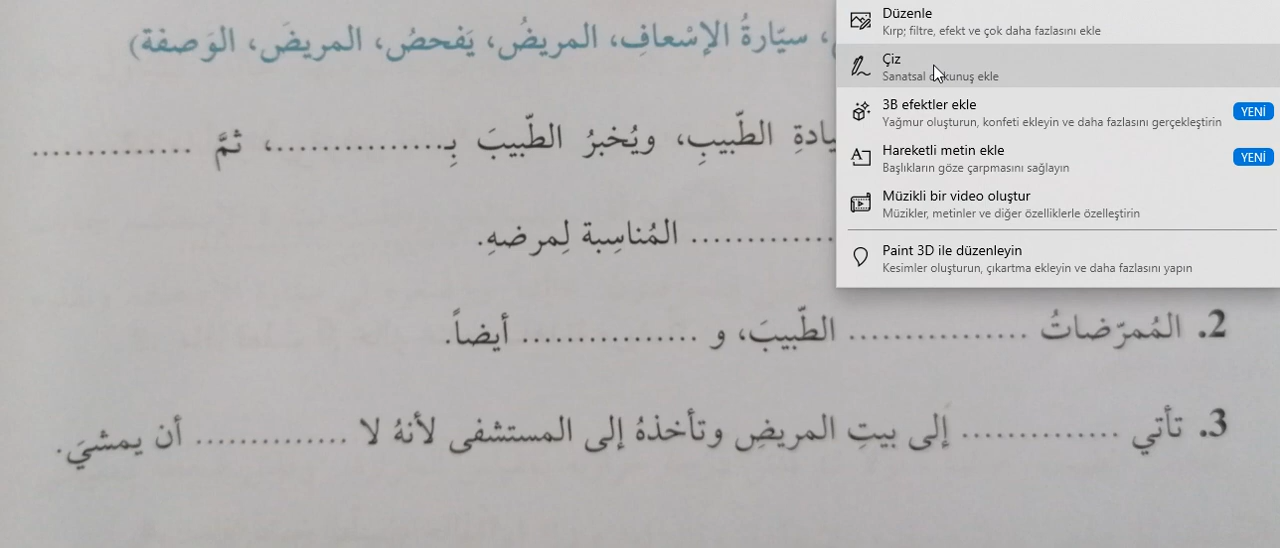 ، سيّارةُ الإسْعافِ، المريضُ، يَفحصُ، المريضَ، الوَصفة)
يادةِ الطّبيبِ، ويُخبرُ الطّبيبَ بِـ...............، ثمَّ ...............
............... المُناسِبة لِمرضهِ.
2. المُمرّضاتُ ............... الطّبيبَ، و ............... أيضاً.
3. تأتي ............... إلى بيتِ المريضِ وتأخذهُ إلى المستشفى لأنهُ لا ............... أن يمشيَ.
Düzenle
Kırp; filtre, efekt ve çok daha fazlasını ekle
Çiz
Sanatsal dokunuş ekle
3B efektler ekle
YENİ
Yağmur oluşturun, konfeti ekleyin ve daha fazlasını gerçekleştirin
Hareketli metin ekle
YENİ
Başlıkların göze çarpmasını sağlayın
Müzikli bir video oluştur
Müzikler, metinler ve diğer özelliklerle özelleştirin
Paint 3D ile düzenleyin
Kesimler oluşturun, çıkartma ekleyin ve daha fazlasını yapın